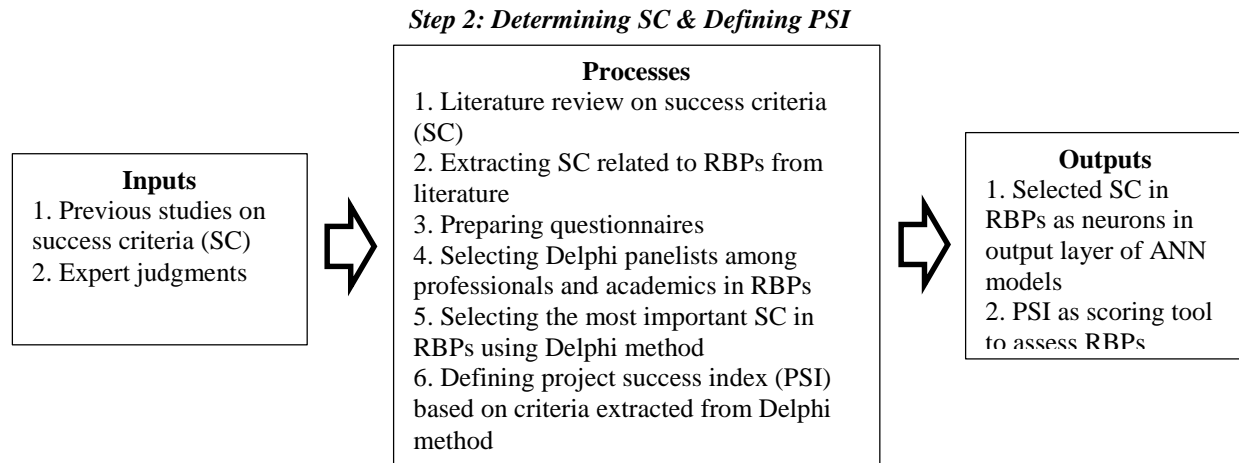 Step 2: Determining SC & Defining PSI
Inputs
1. Previous studies on
success criteria (SC)
2. Expert judgments
Processes
1. Literature review on success criteria
(SC)
2. Extracting SC related to RBPs from
literature
3. Preparing questionnaires
4. Selecting Delphi panelists among
professionals and academics in RBPs
5. Selecting the most important SC in
RBPs using Delphi method
6. Defining project success index (PSI)
based on criteria extracted from Delphi
method
Outputs
1. Selected SC in
RBPs as neurons in
output layer of ANN
models
2. PSI as scoring tool
to assess RBPs